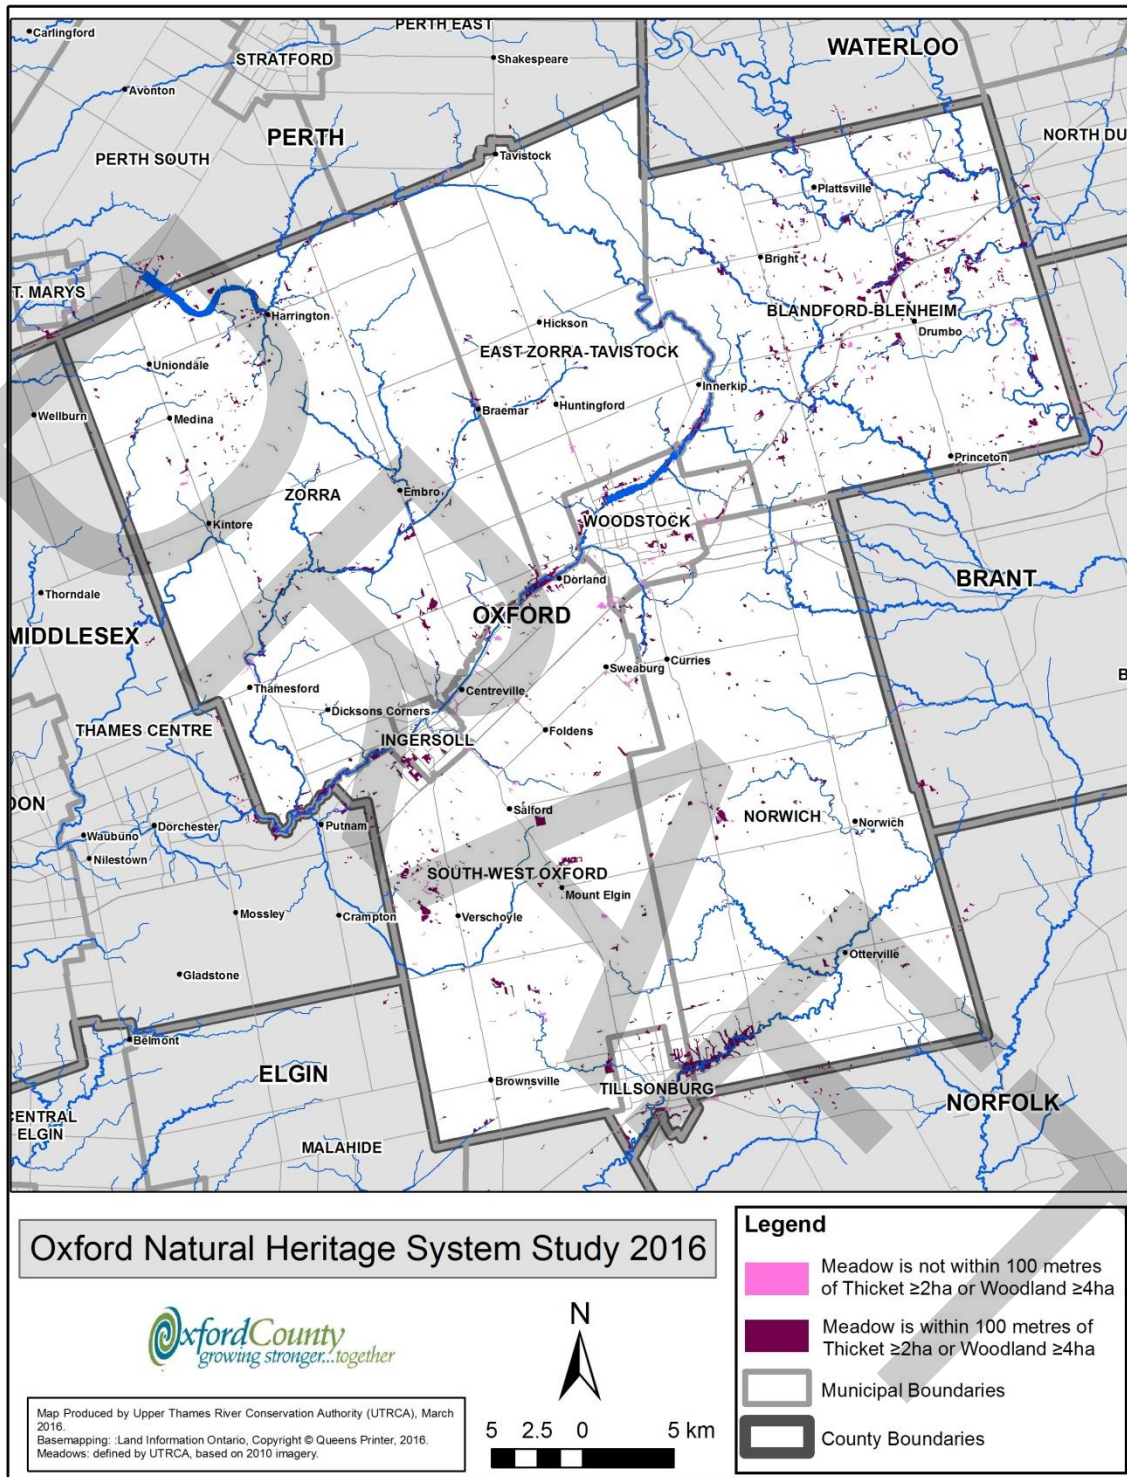 PERTH EAST
Carlingford
WATERLOO
STRATFORD
Shakespeare
Avonton
PERTH
NORTH DU
PERTH SOUTH
Tavistock
Plattsville
Bright
T. MARYS
Harrington
BLANDFORD-BLENHEIM
Hickson
Drumbo
EAST ZORRA-TAVISTOCK
Uniondale
Innerkip
Wellburn
Medina
Braemar
Huntingford
Princeton
ZORRA
Embro
Kintore
WOODSTOCK
Dorland
BRANT
Thorndale
OXFORD
MIDDLESEX
Sweaburg
Curries
B
Thamesford
Centreville
Dicksons Corners
THAMES CENTRE
Foldens
INGERSOLL
DON
Salford
NORWICH
Norwich
Waubuno
Dorchester
Putnam
Nilestown
SOUTH-WEST OXFORD
Mount Elgin
Mossley
Crampton
Verschoyle
Otterville
Gladstone
Belmont
ELGIN
Brownsville
TILLSONBURG
NORFOLK
CENTRAL
ELGIN
MALAHIDE
DRAFT
Oxford Natural Heritage System Study 2016
OxfordCounty
growing stronger...together
N
5 2.5 0 5 km
Map Produced by Upper Thames River Conservation Authority (UTRCA), March
2016.
Basemapping: :Land Information Ontario, Copyright © Queens Printer, 2016.
Meadows: defined by UTRCA, based on 2010 imagery.
Legend
Meadow is not within 100 metres
of Thicket ≥2ha or Woodland ≥4ha
Meadow is within 100 metres of
Thicket ≥2ha or Woodland ≥4ha
Municipal Boundaries
County Boundaries